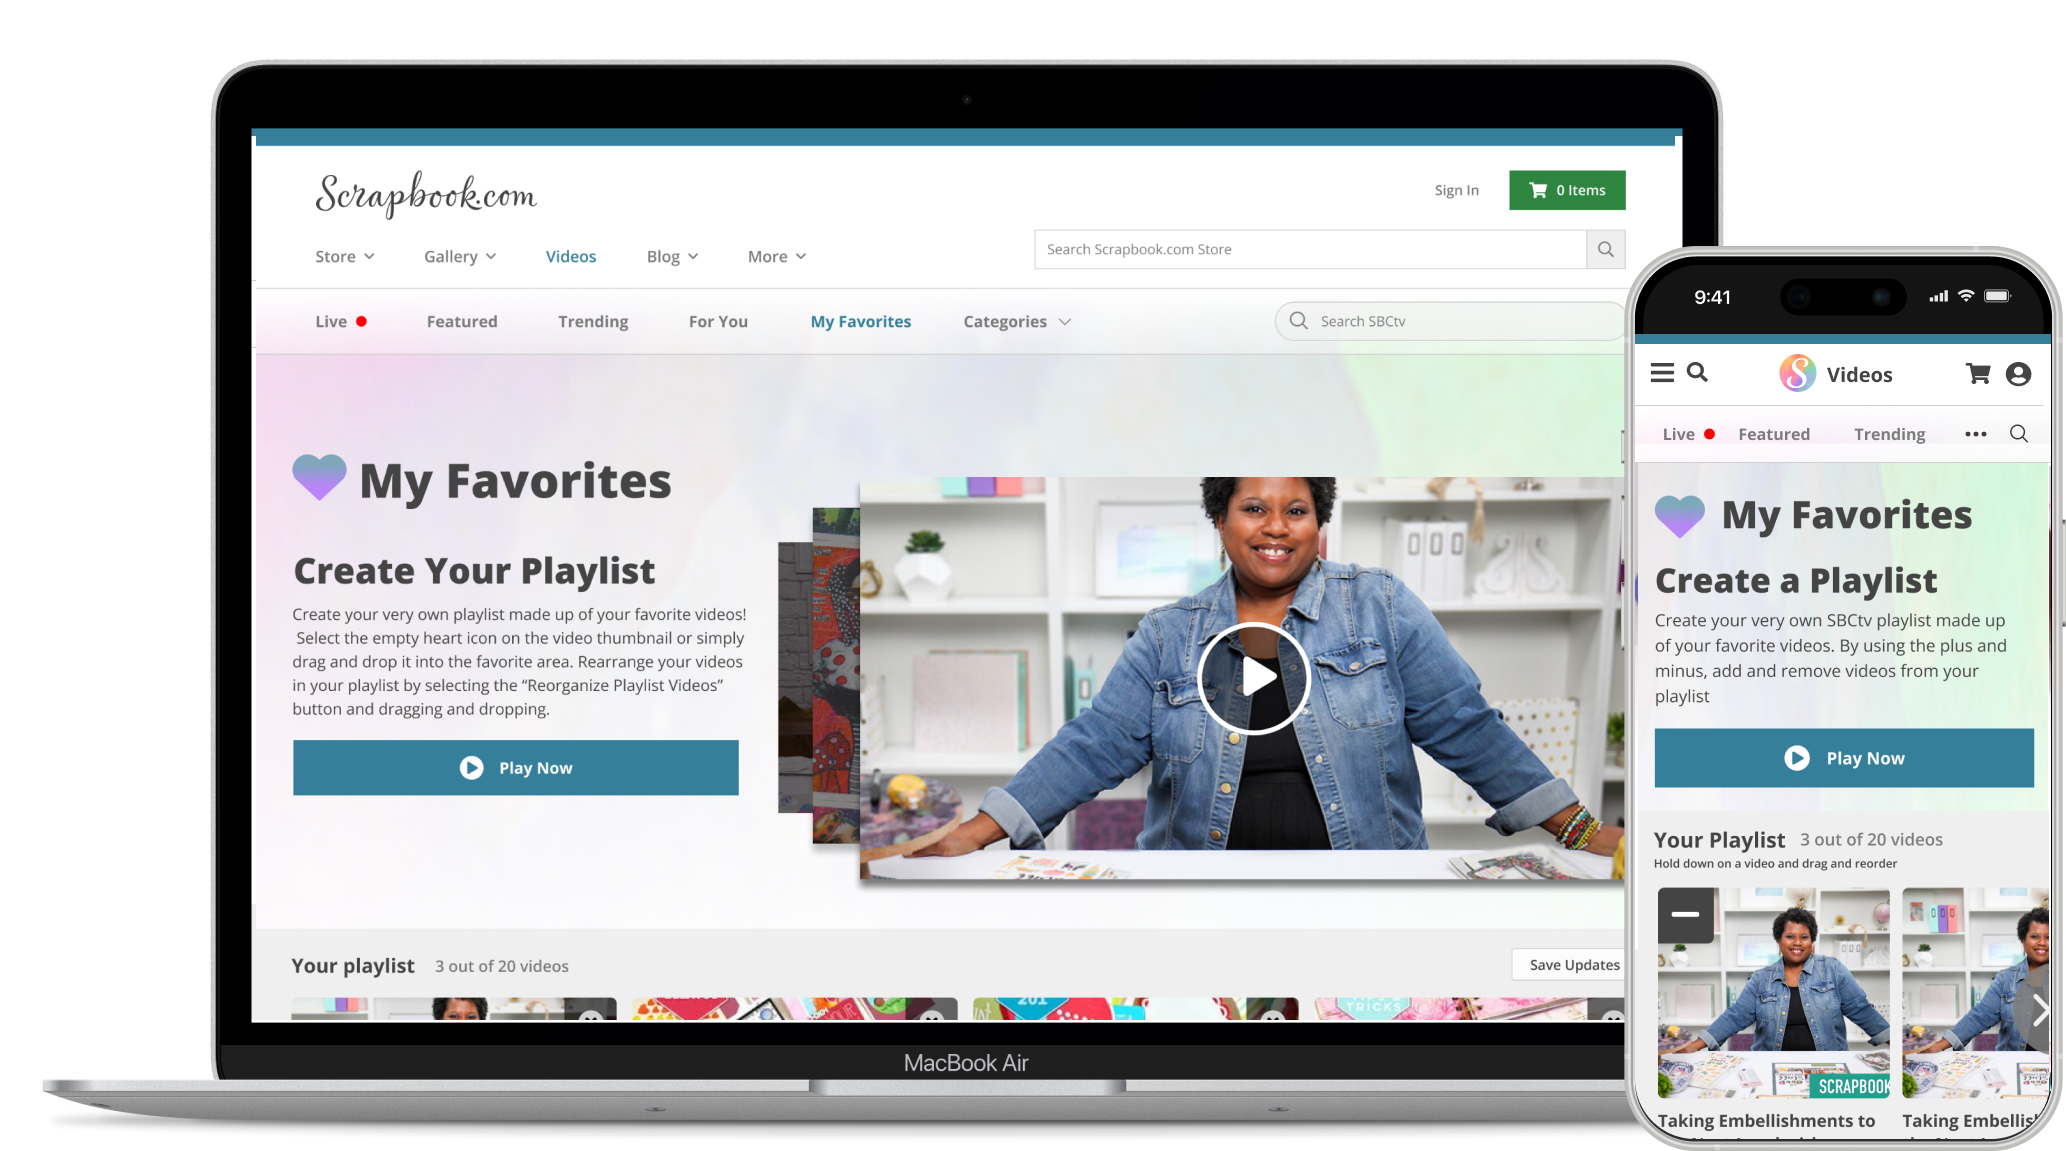 Scrapbook.com
Sign In
0 Items
Store
Gallery
Videos
Blog
More
Search Scrapbook.com Store
Live
Featured
Trending
For You
My Favorites
Categories
Search SBCtv
My Favorites
Create Your Playlist
Create your very own playlist made up of your favorite videos!
Select the empty heart icon on the video thumbnail or simply
drag and drop it into the favorite area. Rearrange your videos
in your playlist by selecting the “Reorganize Playlist Videos”
button and dragging and dropping.
Play Now
Your playlist
3 out of 20 videos
Save Updates
201
TRICKS
MacBook Air
9:41
Videos
Live
Featured
Trending
My Favorites
Create a Playlist
Create your very own SBCtv playlist made up
of your favorite videos. By using the plus and
minus, add and remove videos from your
playlist
Play Now
Your Playlist
3 out of 20 videos
Hold down on a video and drag and reorder
SCRAPBOOK
Taking Embellishments to
Taking Embellis